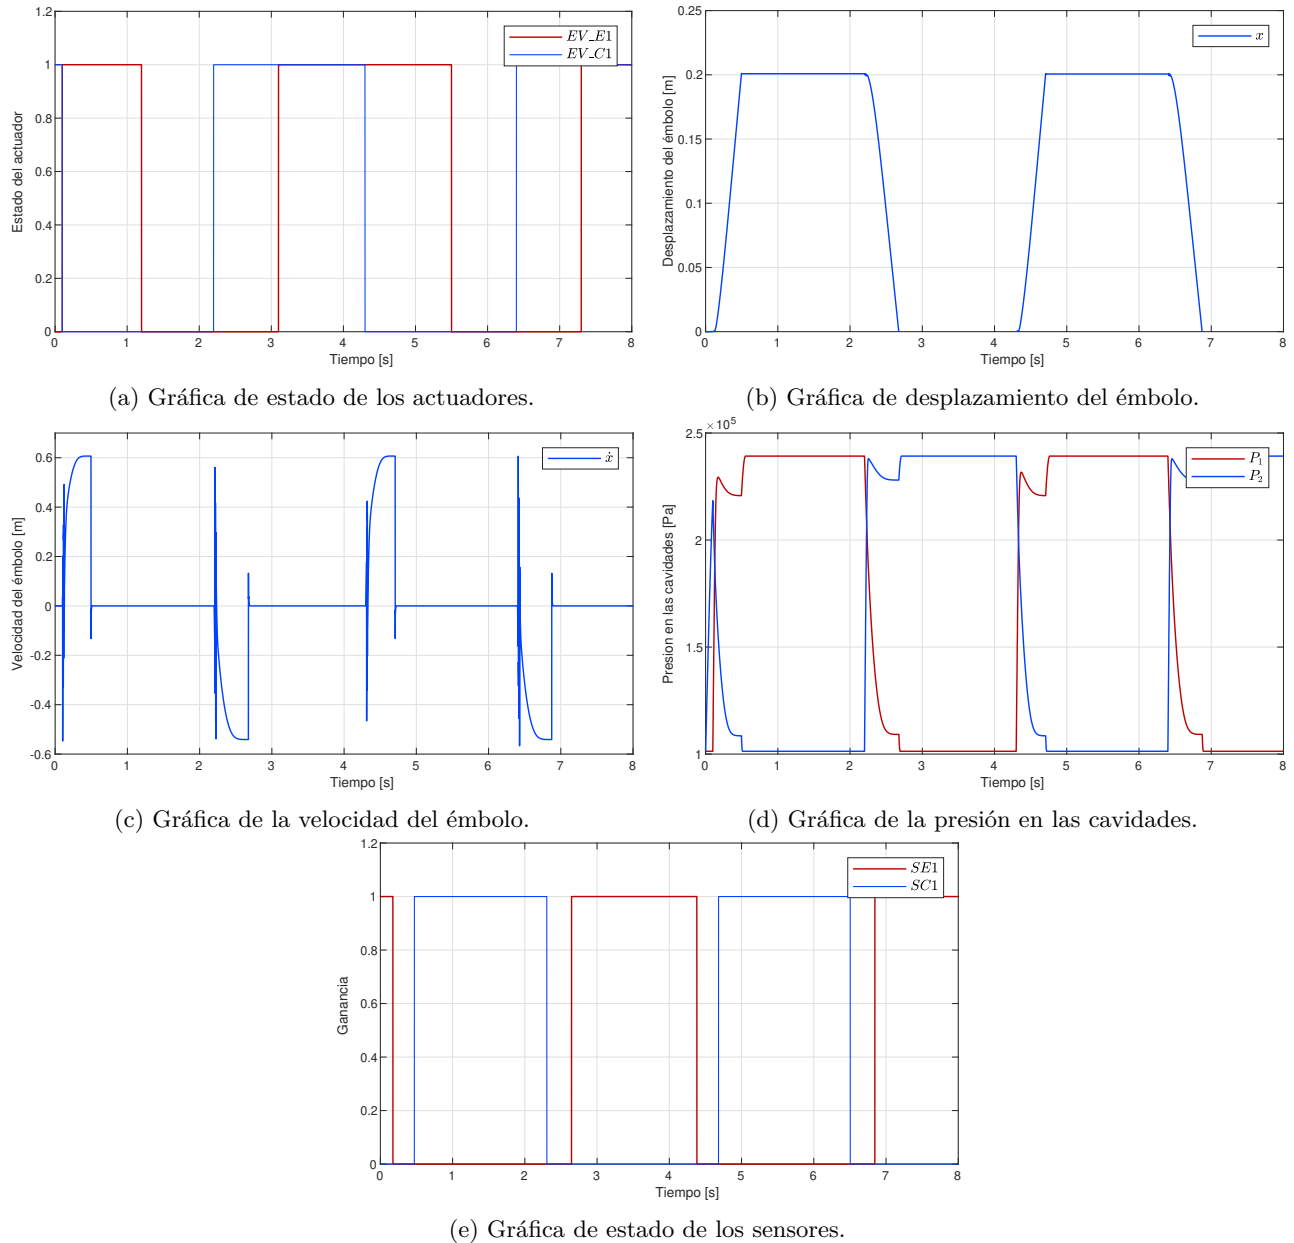 1.2
1
0.8
0.6
0.4
0.2
0
Estado del actuador
EV_E1
EV_C1
0 1 2 3 4 5 6 7 8
Tiempo [s]
(a) Gráfica de estado de los actuadores.
0.25
0.2
0.15
0.1
0.05
0
Desplazamiento del émbolo [m]
x
0 1 2 3 4 5 6 7 8
Tiempo [s]
(b) Gráfica de desplazamiento del émbolo.
0.6
0.4
0.2
0
-0.2
-0.4
-0.6
Velocidad del émbolo [m]
ẋ
0 1 2 3 4 5 6 7 8
Tiempo [s]
(c) Gráfica de la velocidad del émbolo.
×10⁵
2.5
2
1.5
1
Presion en las cavidades [Pa]
P₁
P₂
0 1 2 3 4 5 6 7 8
Tiempo [s]
(d) Gráfica de la presión en las cavidades.
1.2
1
0.8
0.6
0.4
0.2
0
Ganancia
SE1
SC1
0 1 2 3 4 5 6 7 8
Tiempo [s]
(e) Gráfica de estado de los sensores.